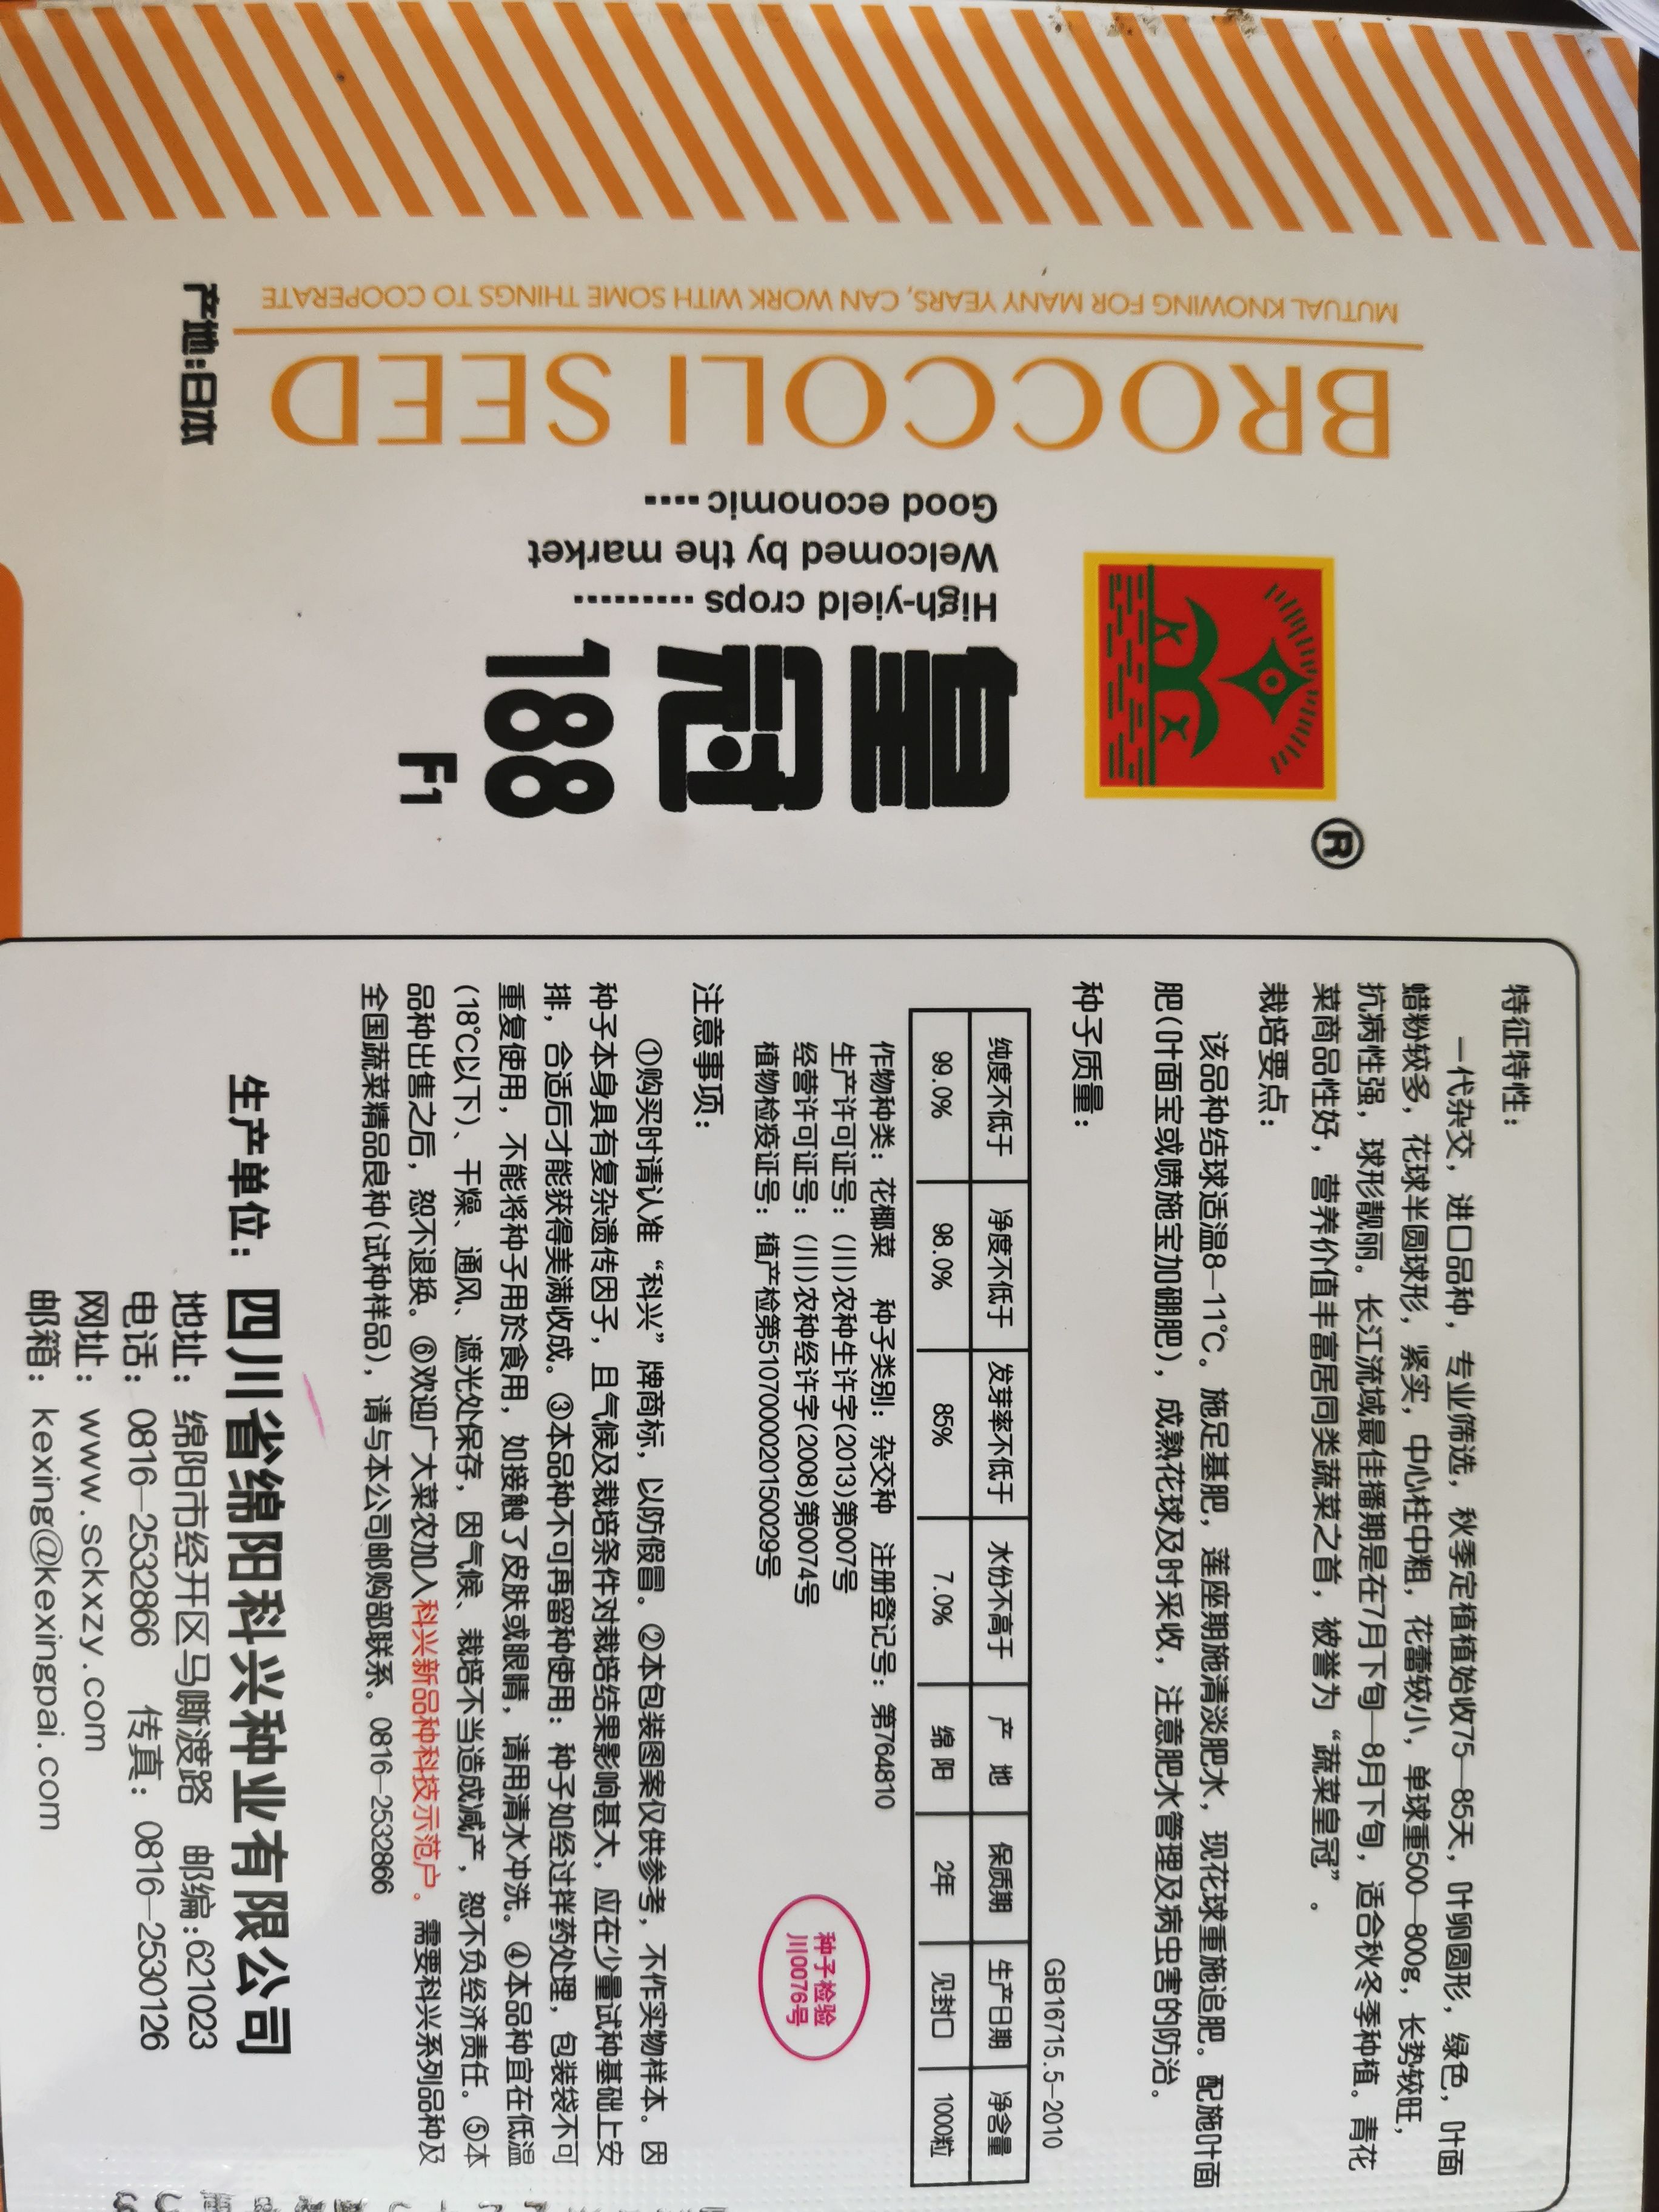 MUTUAL KNOWING FOR MANY YEARS, CAN WORK WITH SOME THINGS TO COOPERATE
BROCCOLI SEED
产地:日本
Good economic ····
Welcomed by the market
High-yield crops ·········
®
皇冠
188
F1
特征特性：
一代杂交，进口品种，专业筛选，秋季定植植始收75—85天，叶卵圆形，绿色，叶面
蜡粉较多，花球半圆球形，紧实，中心柱中粗，花蕾较小，单球重500—800g，长势较旺，
抗病性强，球形靓丽。长江流域最佳播期是在7月下旬—8月下旬，适合秋冬季种植。青花
菜商品性好，营养价值丰富居同类蔬菜之首，被誉为“蔬菜皇冠”。
栽培要点：
该品种结球适温8—11℃。施足基肥，莲座期施清淡肥水，现花球重施追肥。配施叶面
肥(叶面宝或喷施宝加硼肥)，成熟花球及时采收，注意肥水管理及病虫害的防治。
种子质量：
GB16715.5—2010
纯度不低于 净度不低于 发芽率不低于 水份不高于 产 地 保质期 生产日期 净含量
99.0% 98.0% 85% 7.0% 绵 阳 2年 见封口 1000粒
作物种类：花椰菜 种子类别：杂交种 注册登记号：第764810
生产许可证号：(川)农种生许字(2013)第007号
经营许可证号：(川)农种经许字(2008)第0074号
植物检疫证号：植产检第5107000020150029号
种子检验
川0076号
注意事项：
①购买时请认准“科兴”牌商标，以防假冒。②本包装图案仅供参考，不作实物样本。因
种子本身具有复杂遗传因子，且气候及栽培条件对栽培结果影响甚大，应在少量试种基础上安
排，合适后才能获得美满收成。③本品种不可再留种使用：种子如经过拌药处理，包装袋不可
重复使用，不能将种子用於食用，如接触了皮肤或眼睛，请用清水冲洗。④本品种宜在低温
(18℃以下)、干燥、通风、遮光处保存，因气候、栽培不当造成减产，恕不负经济责任。⑤本
品种出售之后，恕不退换。⑥欢迎广大菜农加入科兴新品种科技示范户。需要科兴系列品种及
全国蔬菜精品良种(试种样品)，请与本公司邮购部联系。0816—2532866
生产单位：四川省绵阳科兴种业有限公司
地址：绵阳市经开区马嘶渡路 邮编:621023
电话：0816—2532866 传真：0816—2530126
网址：www.sckxzy.com
邮箱：kexing@kexingpai.com